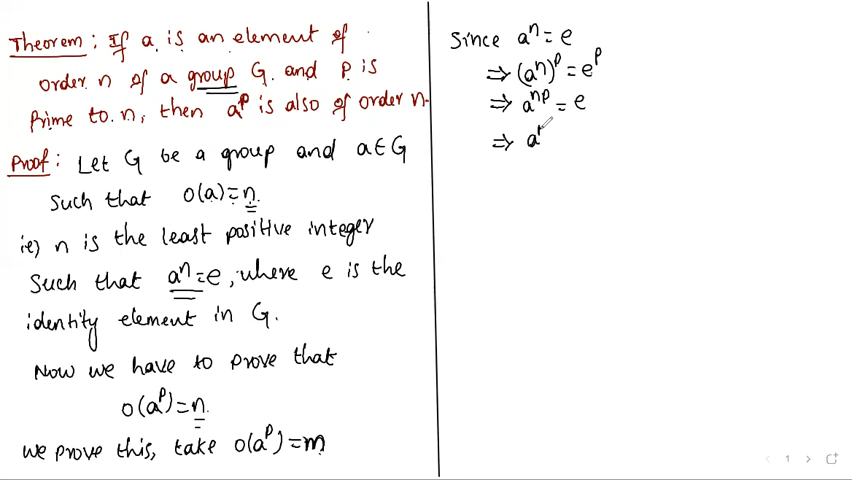 Theorem: If a is an element of
order n of a group G and P is
Prime to n, then a^p is also of order n.
Proof: Let G be a group and a∈G
Such that O(a)=n.
ie) n is the least positive integer
Such that a^n=e, where e is the
identity element in G.
Now we have to prove that
O(a^p)=n.
We prove this, take O(a^p)=m
Since a^n=e
⇒(a^n)^p=e^p
⇒ a^np=e
⇒ a
1